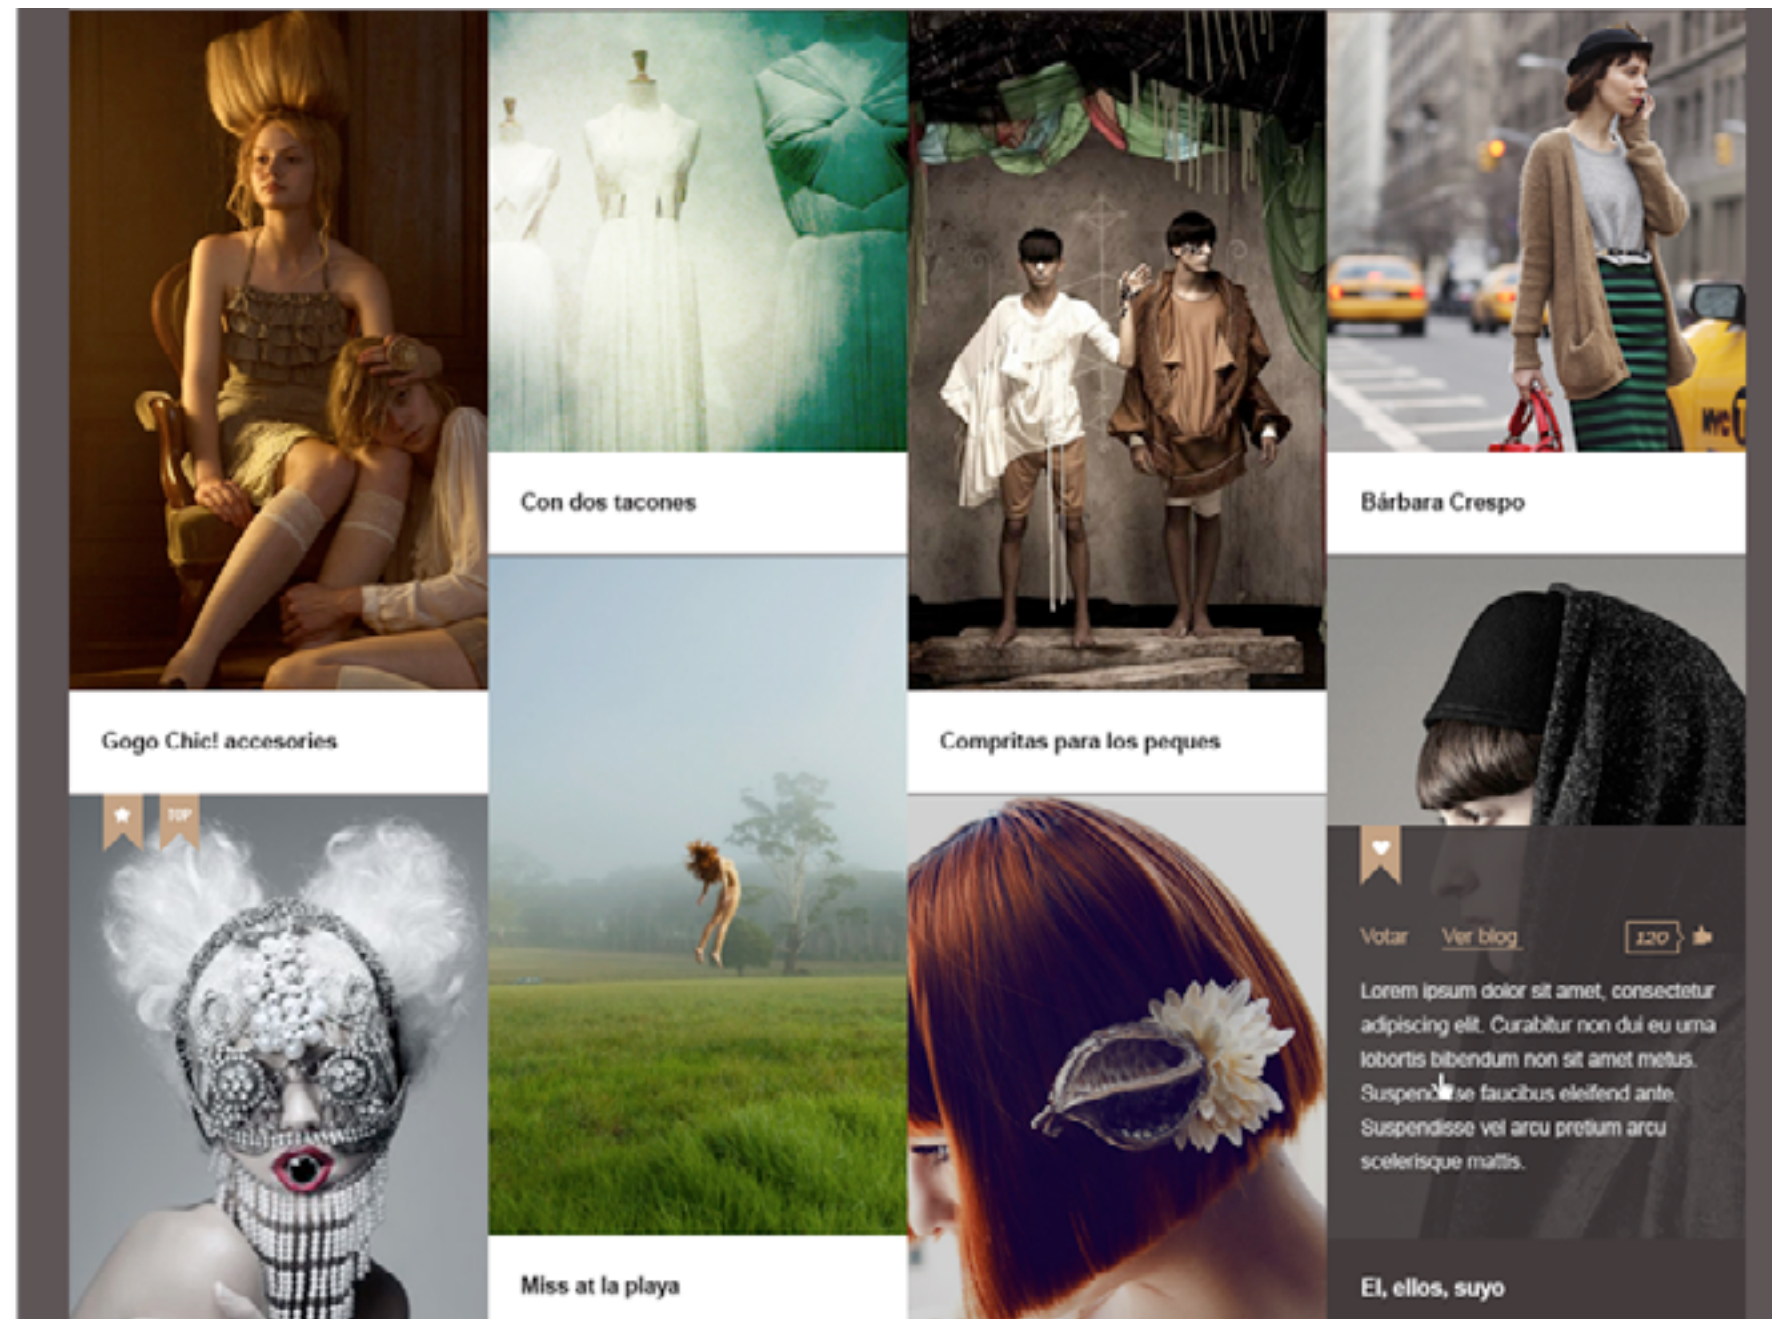 Con dos tacones
Bárbara Crespo
Gogo Chic! accesories
Compritas para los peques
TOP
Votar Ver blog 120
Lorem ipsum dolor sit amet, consectetur
adipiscing elit. Curabitur non dui eu urna
lobortis bibendum non sit amet metus.
Suspendisse faucibus eleifend ante.
Suspendisse vel arcu pretium arcu
scelerisque mattis.
Miss at la playa
El, ellos, suyo
NYC T